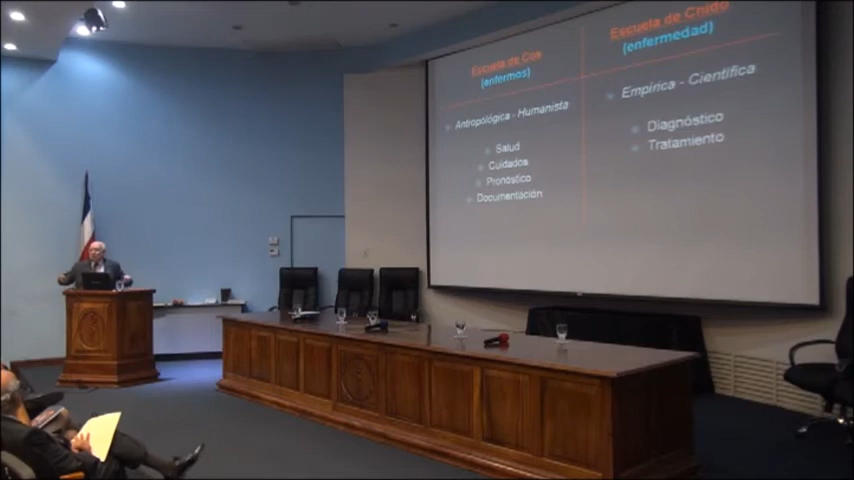 Escuela de Cos
(enfermos)
Antropológica - Humanista
Salud
Cuidados
Pronóstico
Documentación
Escuela de Cnido
(enfermedad)
Empírica - Científica
Diagnóstico
Tratamiento